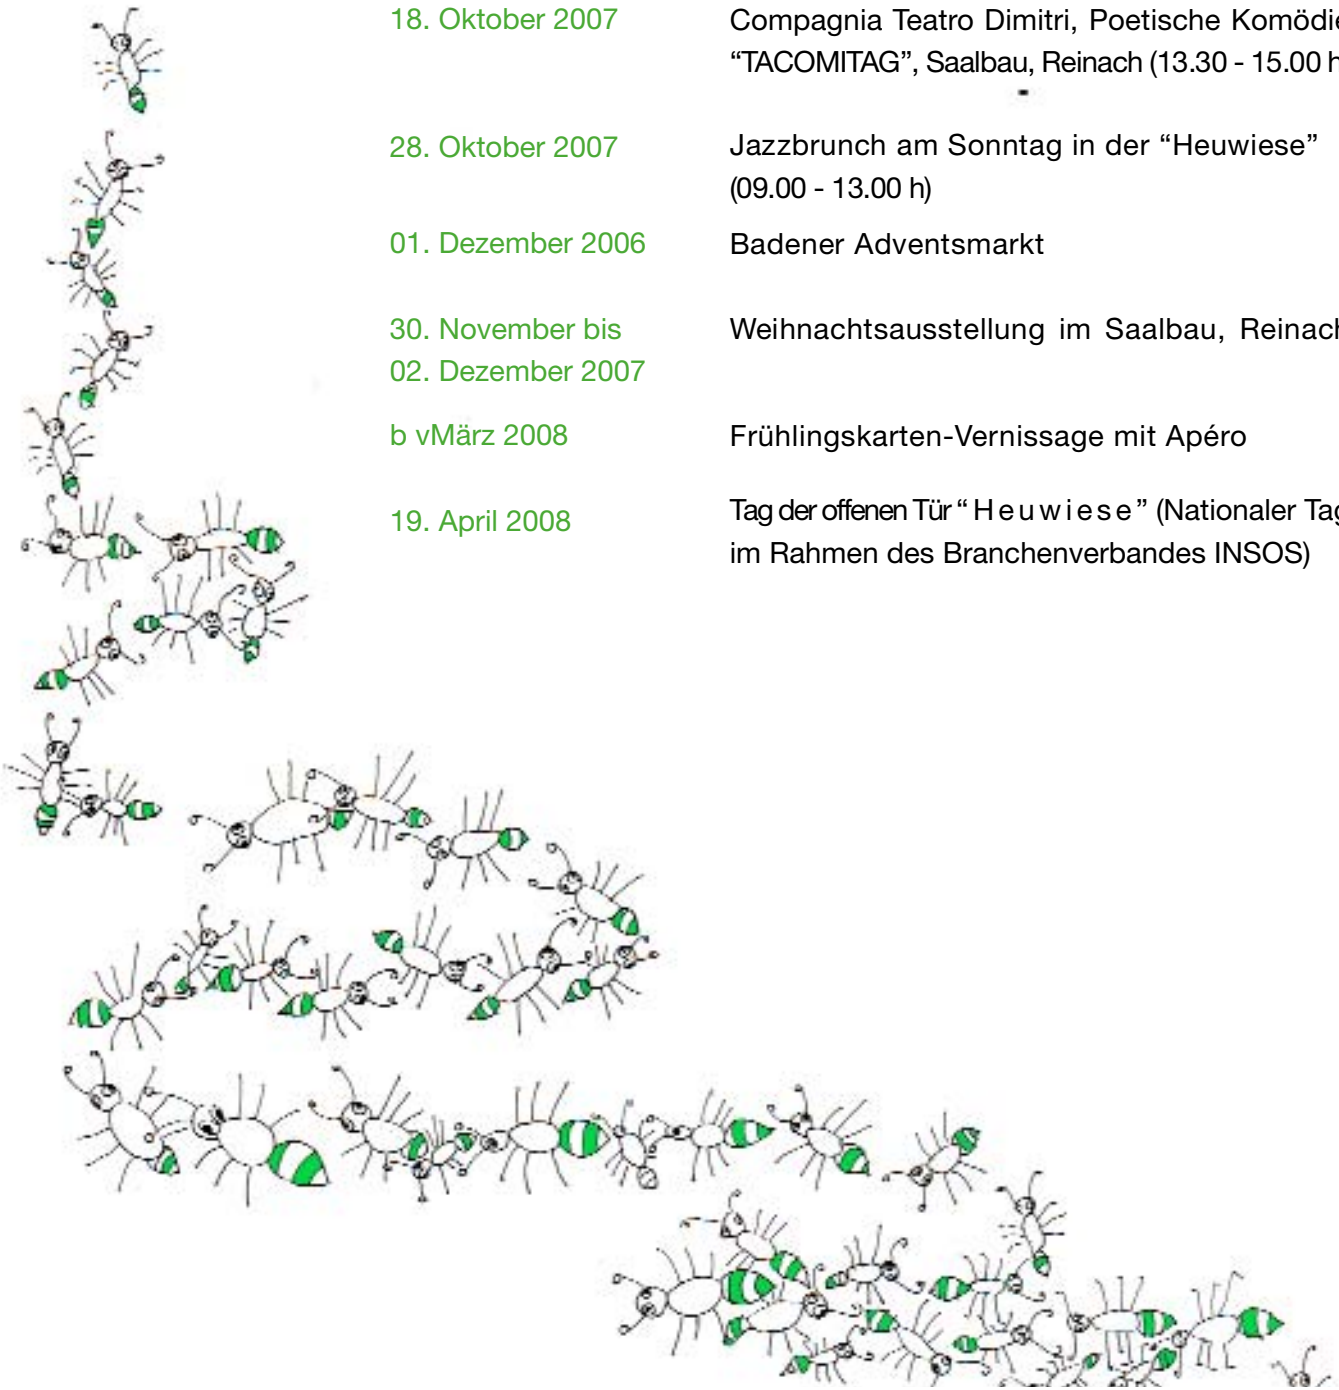 18. Oktober 2007 Compagnia Teatro Dimitri, Poetische Komödie
“TACOMITAG”, Saalbau, Reinach (13.30 - 15.00 h
28. Oktober 2007 Jazzbrunch am Sonntag in der “Heuwiese”
(09.00 - 13.00 h)
01. Dezember 2006 Badener Adventsmarkt
30. November bis Weihnachtsausstellung im Saalbau, Reinach
02. Dezember 2007
b vMärz 2008 Frühlingskarten-Vernissage mit Apéro
19. April 2008 Tag der offenen Tür “Heuwiese” (Nationaler Tag
im Rahmen des Branchenverbandes INSOS)